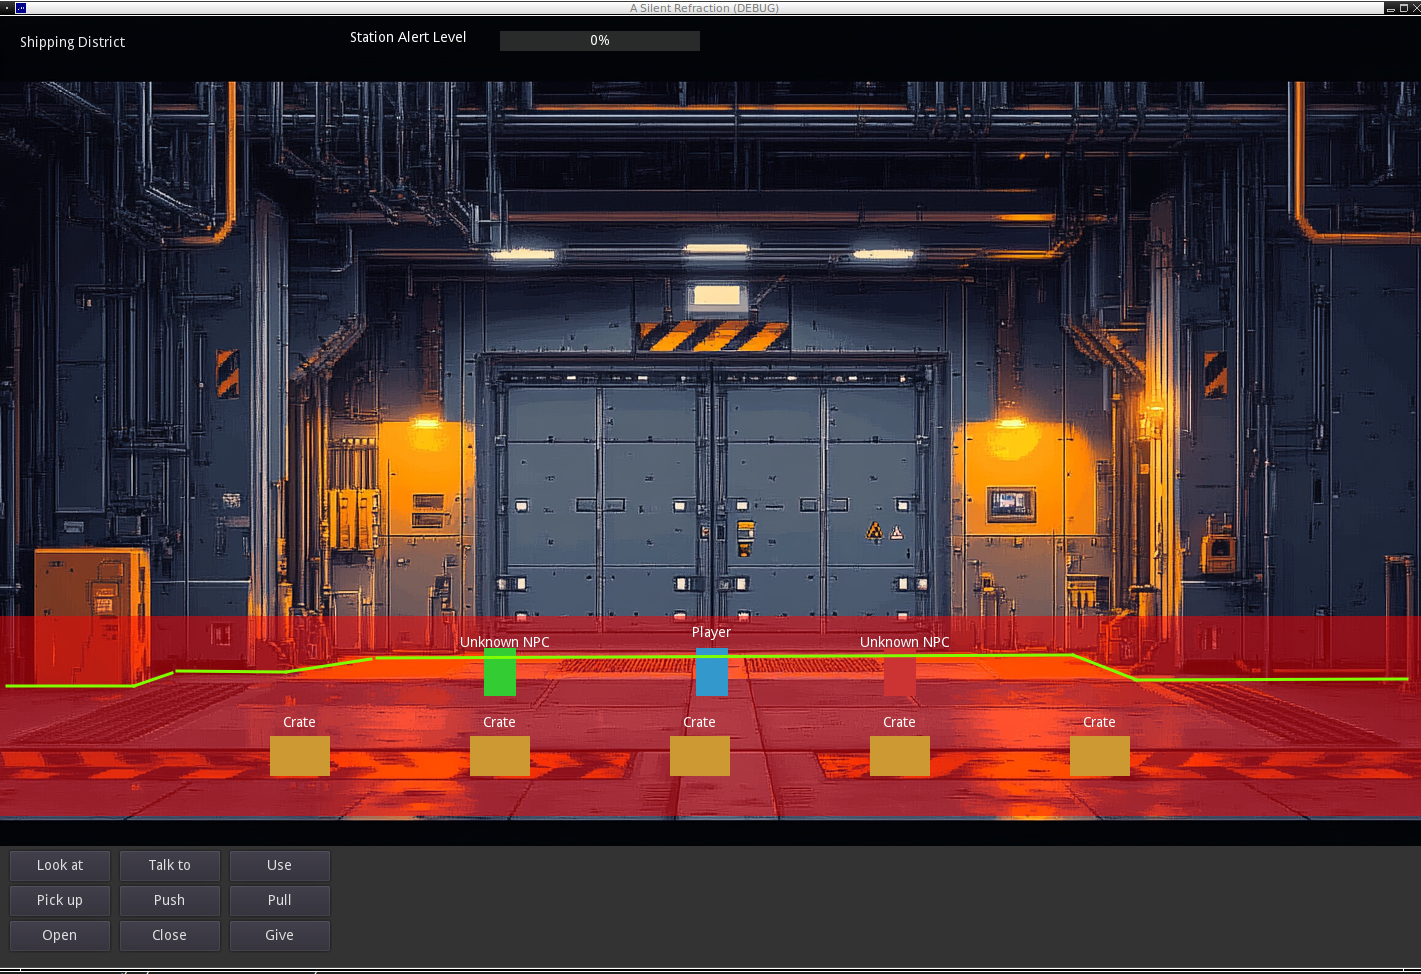 A Silent Refraction (DEBUG)
Shipping District
Station Alert Level
0%
Unknown NPC
Player
Unknown NPC
Crate
Crate
Crate
Crate
Crate
Look at
Talk to
Use
Pick up
Push
Pull
Open
Close
Give